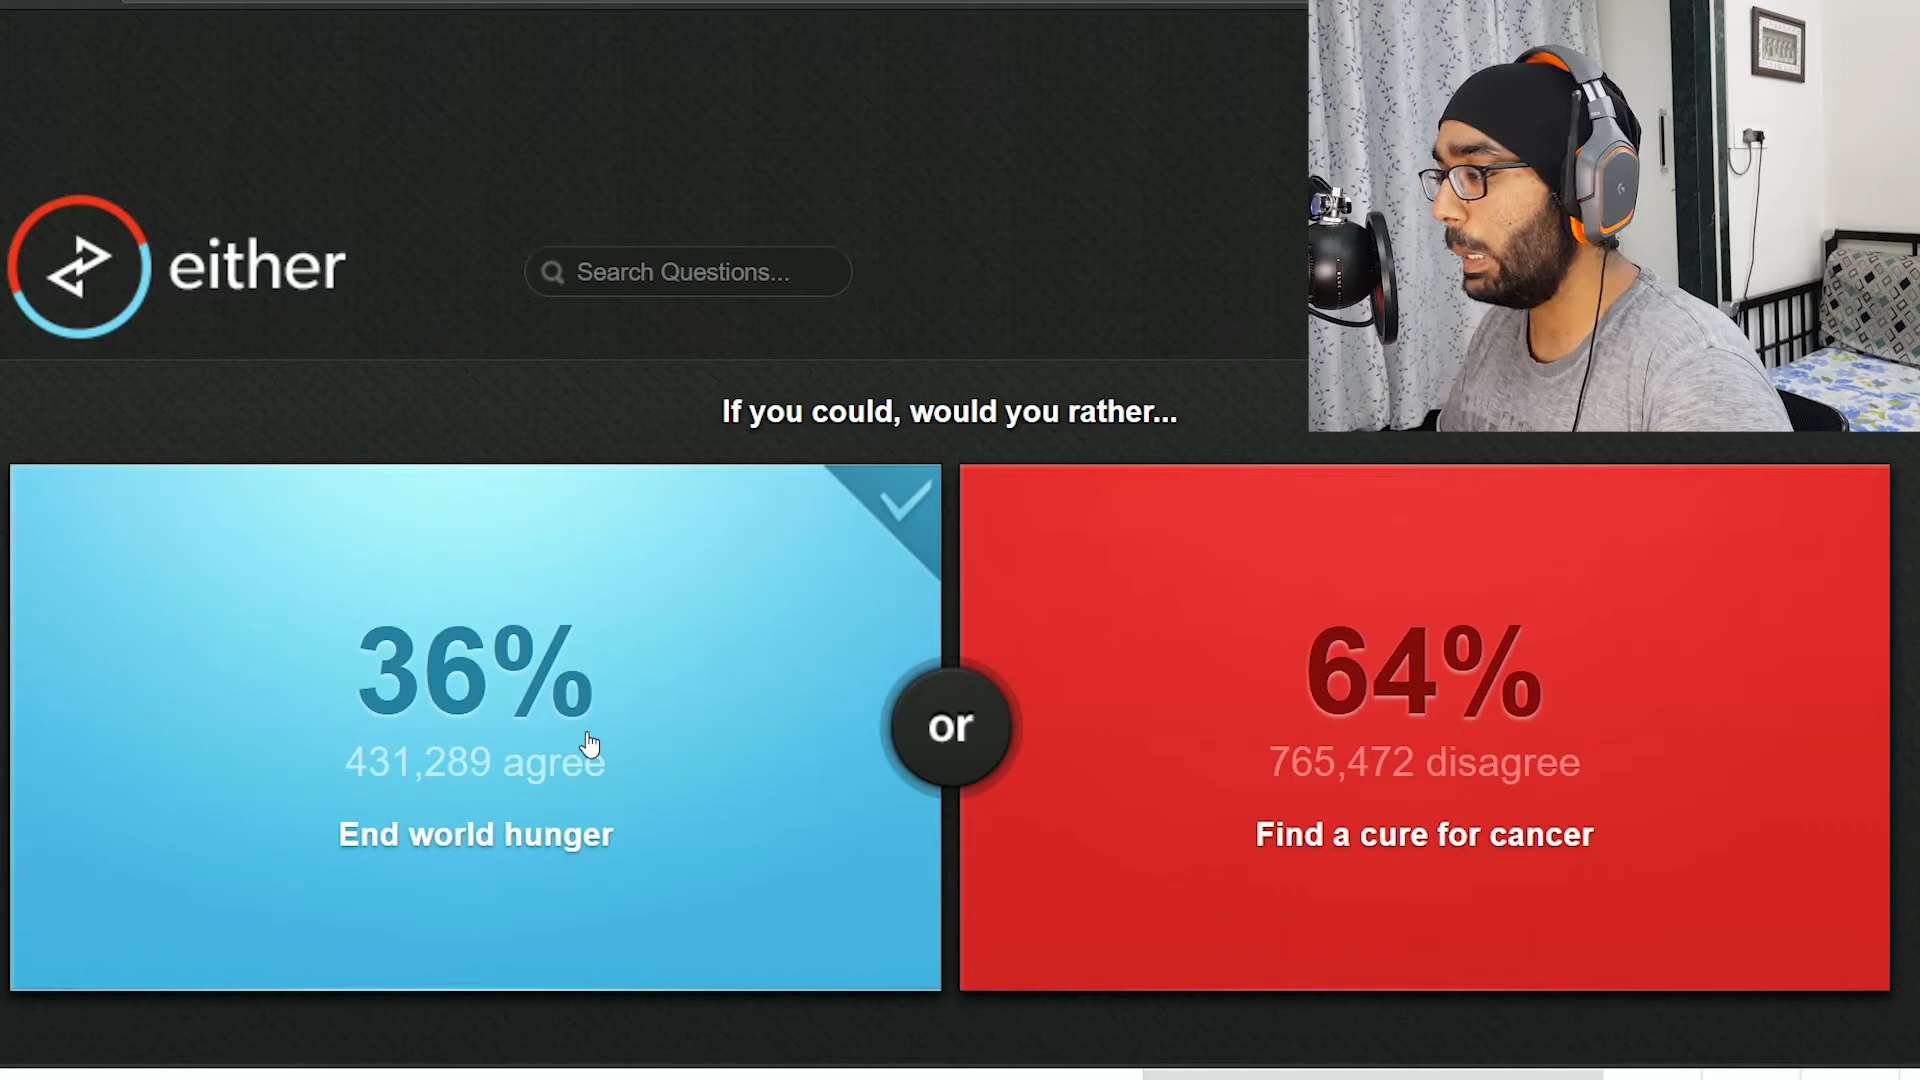 either
Search Questions...
If you could, would you rather...
36%
431,289 agree
End world hunger
or
64%
765,472 disagree
Find a cure for cancer